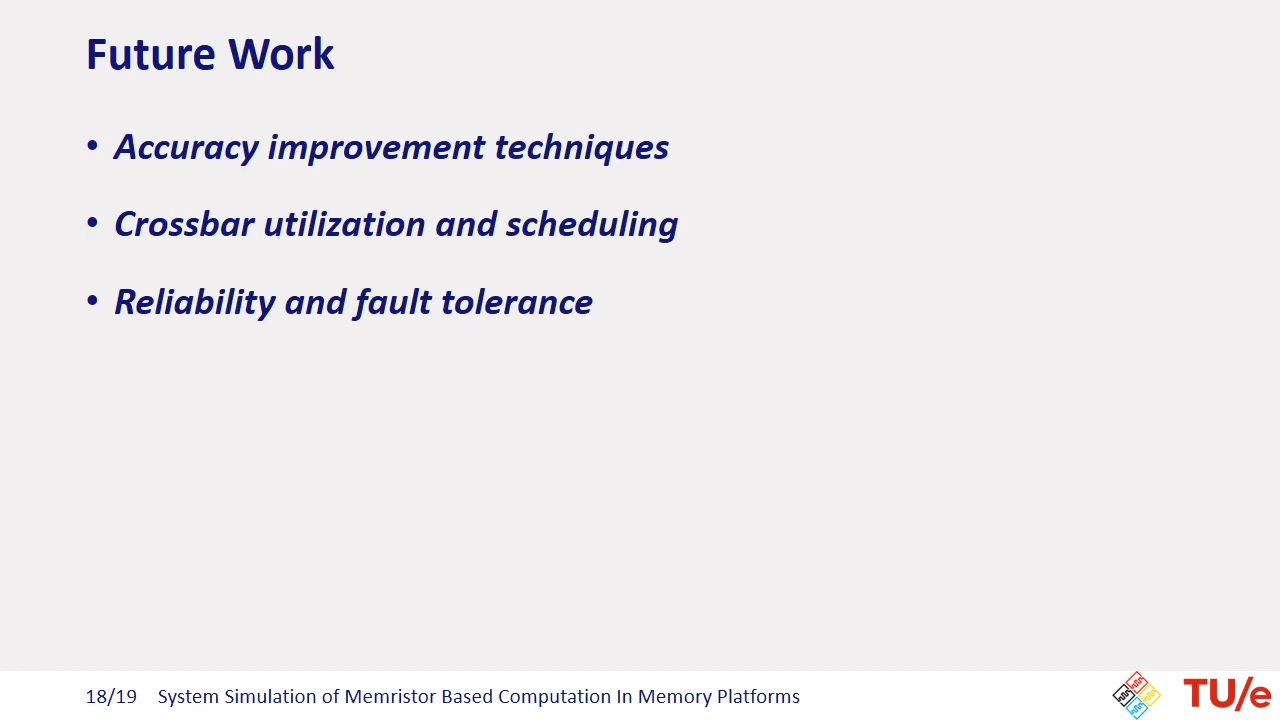 Future Work
• Accuracy improvement techniques
• Crossbar utilization and scheduling
• Reliability and fault tolerance
18/19 System Simulation of Memristor Based Computation In Memory Platforms
TU/e